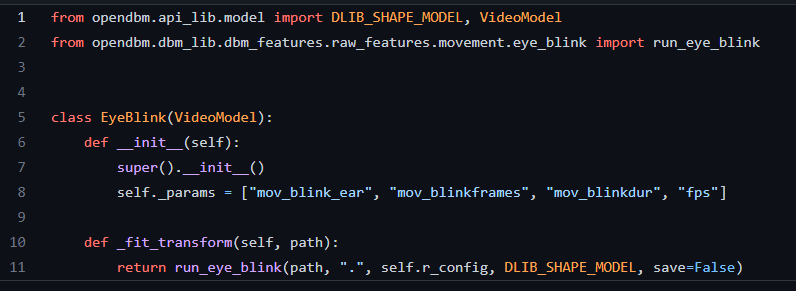 1 from opendbm.api_lib.model import DLIB_SHAPE_MODEL, VideoModel
2 from opendbm.dbm_lib.dbm_features.raw_features.movement.eye_blink import run_eye_blink
3
4
5 class EyeBlink(VideoModel):
6     def __init__(self):
7         super().__init__()
8         self._params = ["mov_blink_ear", "mov_blinkframes", "mov_blinkdur", "fps"]
9
10     def _fit_transform(self, path):
11         return run_eye_blink(path, ".", self.r_config, DLIB_SHAPE_MODEL, save=False)